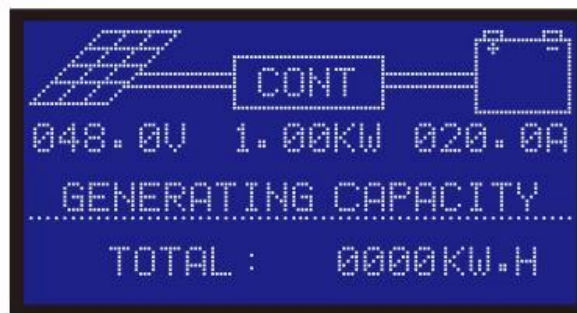 + -
CONT
048.0V 1.00KW 020.0A
GENERATING CAPACITY
TOTAL: 0000KW.H